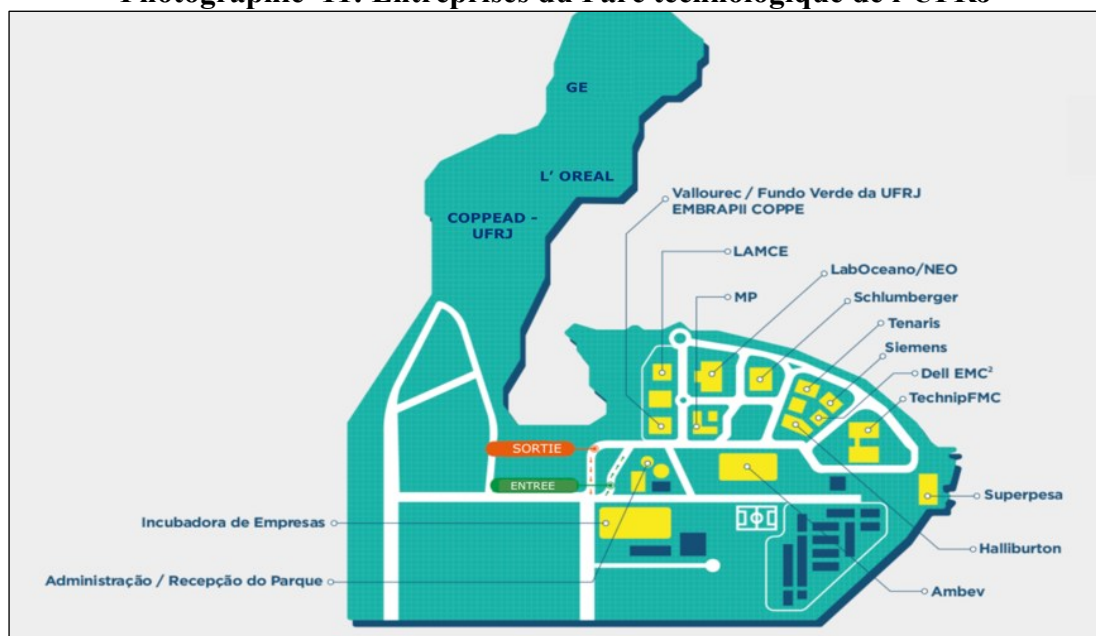 Photographie 11: Entreprises du Parc technologique de l'UFRJ
GE
L' OREAL
COPPEAD -
UFRJ
Vallourec / Fundo Verde da UFRJ
EMBRAPII COPPE
LAMCE
LabOceano/NEO
MP
Schlumberger
Tenaris
Siemens
Dell EMC²
TechnipFMC
SORTIE
ENTREE
Superpesa
Incubadora de Empresas
Halliburton
Administração / Recepção do Parque
Ambev